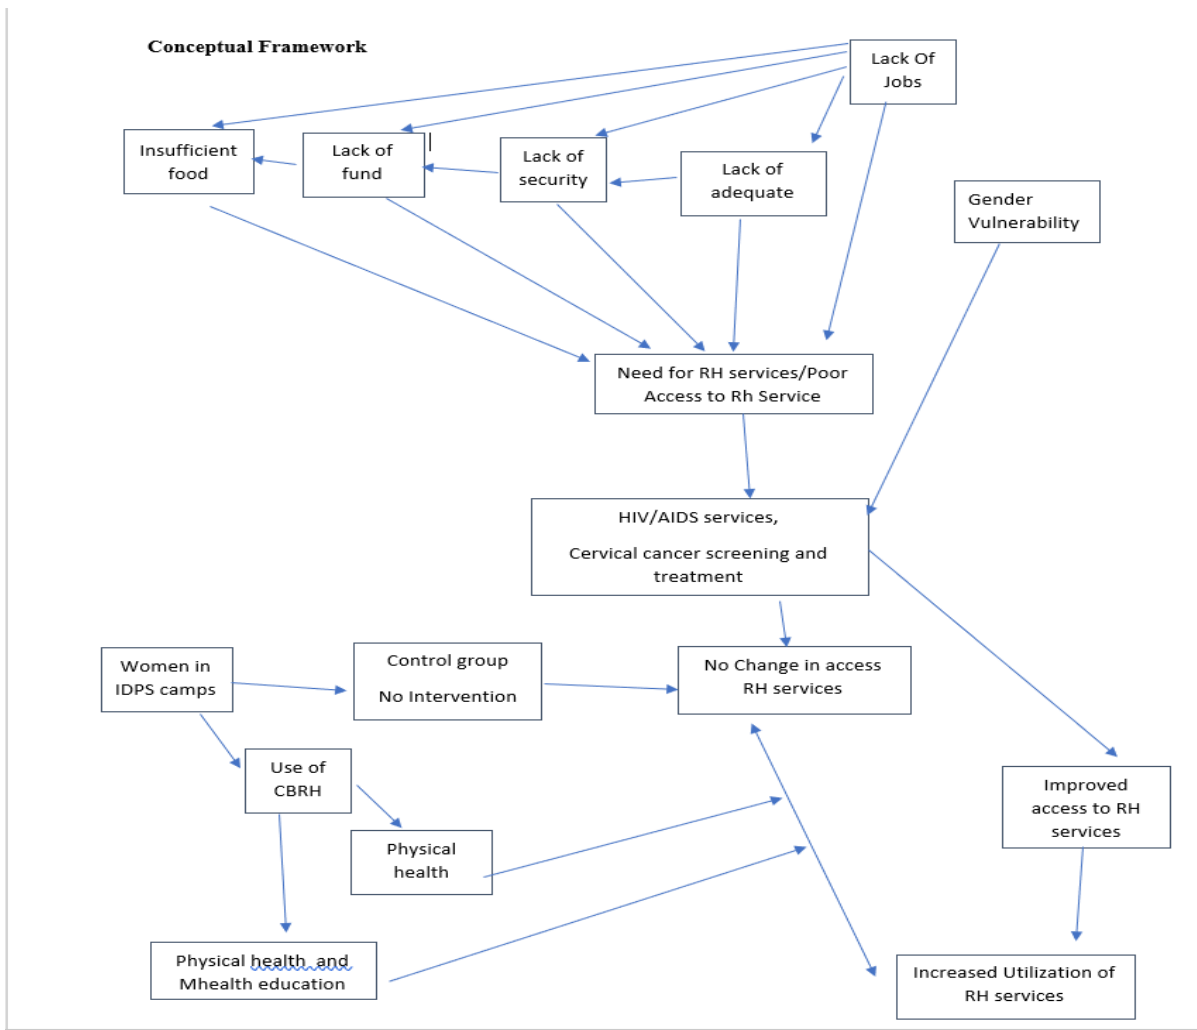 Conceptual Framework
Lack Of
Jobs
Insufficient
food
Lack of
fund
Lack of
security
Lack of
adequate
Gender
Vulnerability
Need for RH services/Poor
Access to Rh Service
HIV/AIDS services,
Cervical cancer screening and
treatment
Women in
IDPS camps
Control group
No Intervention
No Change in access
RH services
Use of
CBRH
Improved
access to RH
services
Physical
health
Physical health and
Mhealth education
Increased Utilization of
RH services